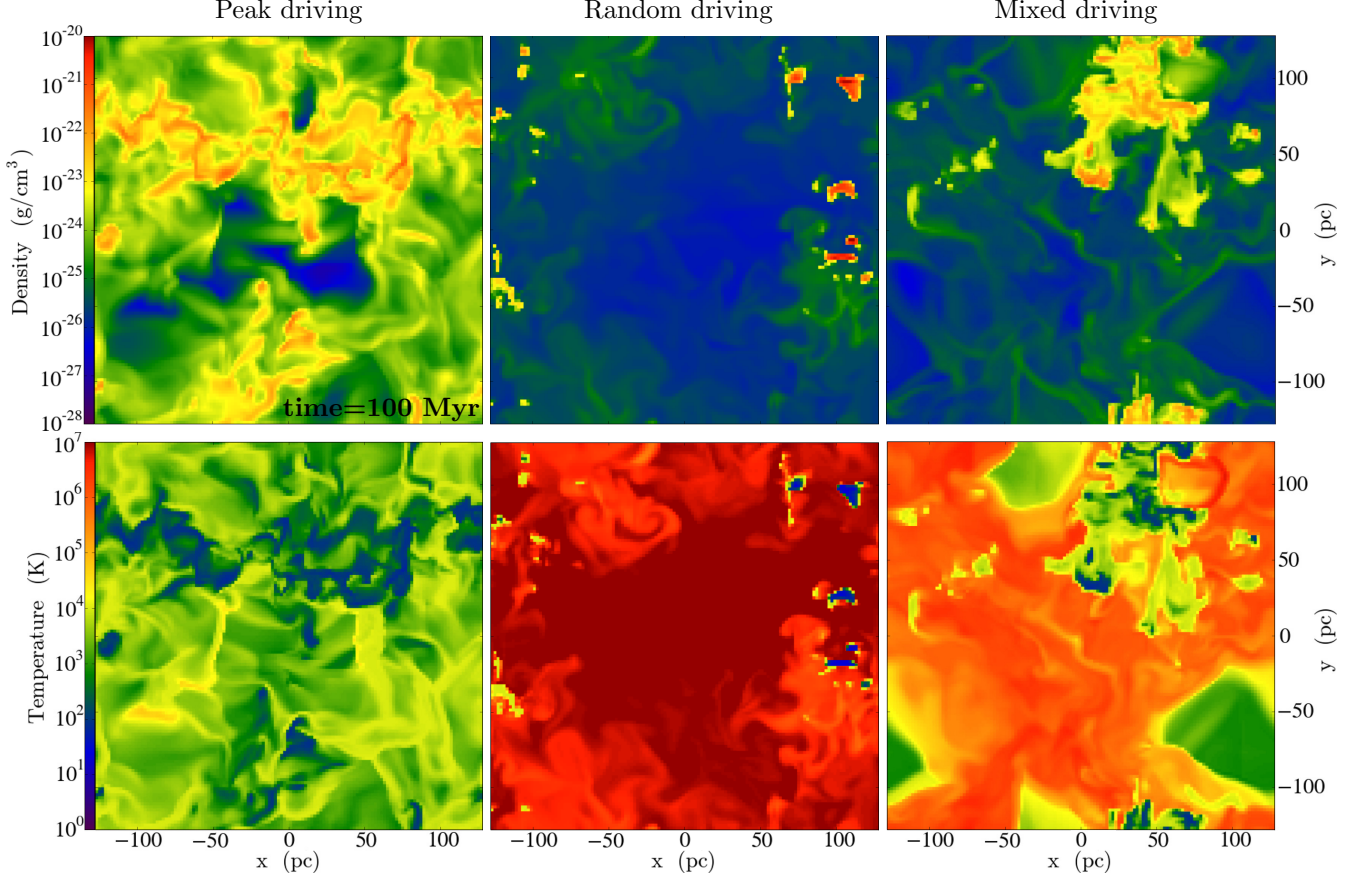 Peak driving
Random driving
Mixed driving
10^-20
10^-21
10^-22
10^-23
10^-24
10^-25
10^-26
10^-27
10^-28
Density (g/cm^3)
time=100 Myr
100
50
0
−50
−100
y (pc)
10^7
10^6
10^5
10^4
10^3
10^2
10^1
10^0
Temperature (K)
100
50
0
−50
−100
y (pc)
−100 −50 0 50 100
x (pc)
−100 −50 0 50 100
x (pc)
−100 −50 0 50 100
x (pc)